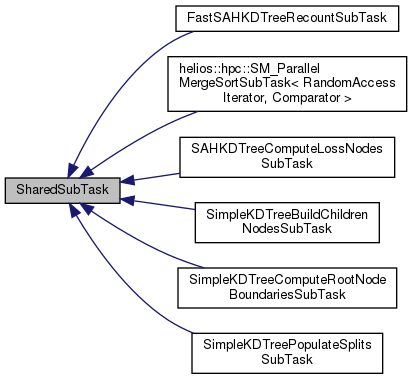 FastSAHKDTreeRecountSubTask
helios::hpc::SM_Parallel
MergeSortSubTask< RandomAccess
Iterator, Comparator >
SAHKDTreeComputeLossNodes
SubTask
SharedSubTask
SimpleKDTreeBuildChildren
NodesSubTask
SimpleKDTreeComputeRootNode
BoundariesSubTask
SimpleKDTreePopulateSplits
SubTask